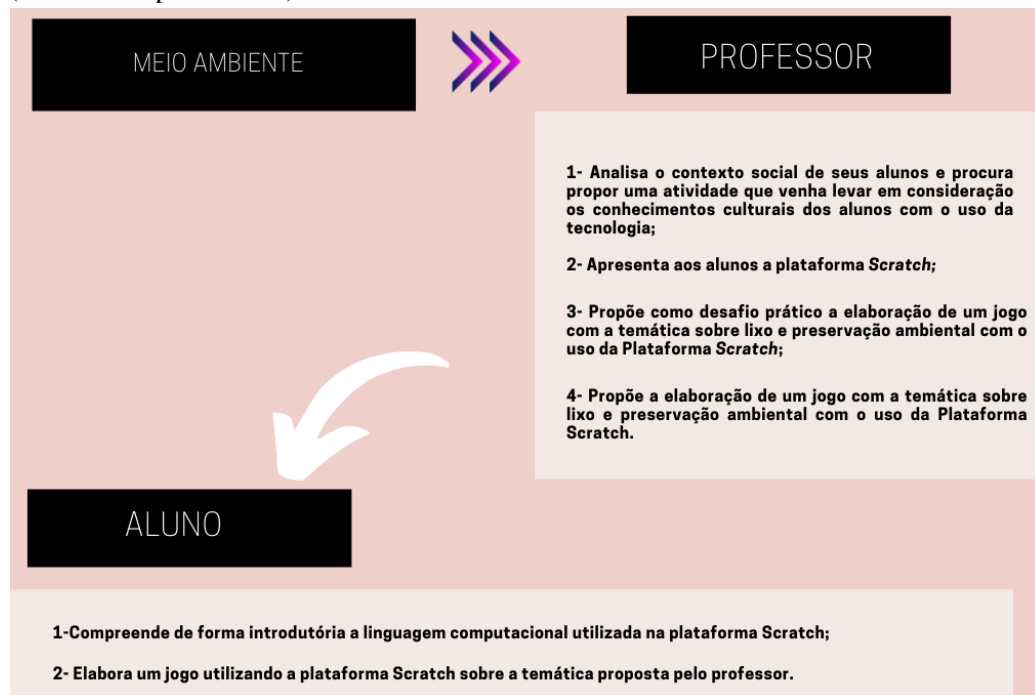 MEIO AMBIENTE
PROFESSOR
1- Analisa o contexto social de seus alunos e procura
propor uma atividade que venha levar em consideração
os conhecimentos culturais dos alunos com o uso da
tecnologia;
2- Apresenta aos alunos a plataforma Scratch;
3- Propõe como desafio prático a elaboração de um jogo
com a temática sobre lixo e preservação ambiental com o
uso da Plataforma Scratch;
4- Propõe a elaboração de um jogo com a temática sobre
lixo e preservação ambiental com o uso da Plataforma
Scratch.
ALUNO
1-Compreende de forma introdutória a linguagem computacional utilizada na plataforma Scratch;
2- Elabora um jogo utilizando a plataforma Scratch sobre a temática proposta pelo professor.